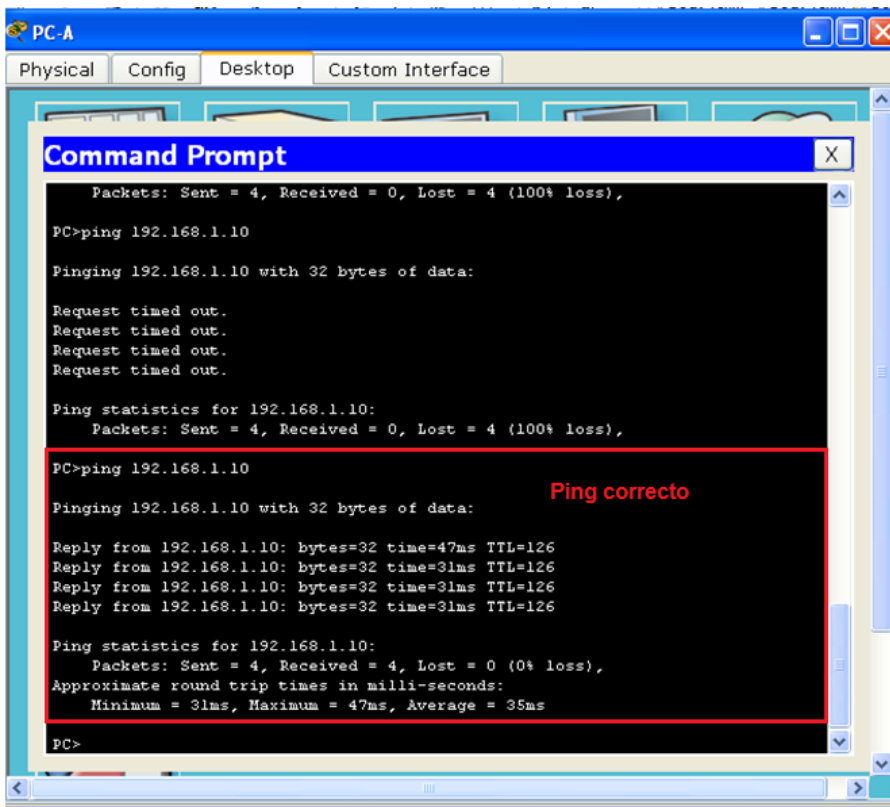 PC-A
Physical Config Desktop Custom Interface
Command Prompt
X
Packets: Sent = 4, Received = 0, Lost = 4 (100% loss),
PC>ping 192.168.1.10
Pinging 192.168.1.10 with 32 bytes of data:
Request timed out.
Request timed out.
Request timed out.
Request timed out.
Ping statistics for 192.168.1.10:
Packets: Sent = 4, Received = 0, Lost = 4 (100% loss),
PC>ping 192.168.1.10
Ping correcto
Pinging 192.168.1.10 with 32 bytes of data:
Reply from 192.168.1.10: bytes=32 time=47ms TTL=126
Reply from 192.168.1.10: bytes=32 time=31ms TTL=126
Reply from 192.168.1.10: bytes=32 time=31ms TTL=126
Reply from 192.168.1.10: bytes=32 time=31ms TTL=126
Ping statistics for 192.168.1.10:
Packets: Sent = 4, Received = 4, Lost = 0 (0% loss),
Approximate round trip times in milli-seconds:
Minimum = 31ms, Maximum = 47ms, Average = 35ms
PC>